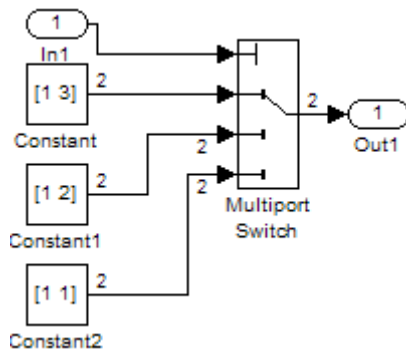 1
In1
2
[1 3]
2
Constant
1
2
Out1
2
[1 2]
2
Constant1
2
Multiport
Switch
[1 1]
2
Constant2